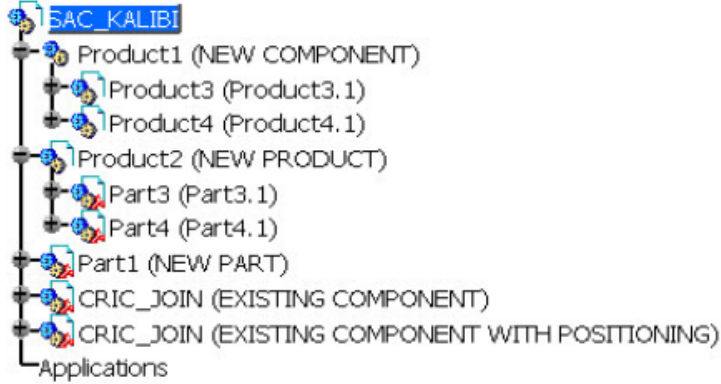 SAC_KALIBI
Product1 (NEW COMPONENT)
Product3 (Product3.1)
Product4 (Product4.1)
Product2 (NEW PRODUCT)
Part3 (Part3.1)
Part4 (Part4.1)
Part1 (NEW PART)
CRIC_JOIN (EXISTING COMPONENT)
CRIC_JOIN (EXISTING COMPONENT WITH POSITIONING)
Applications